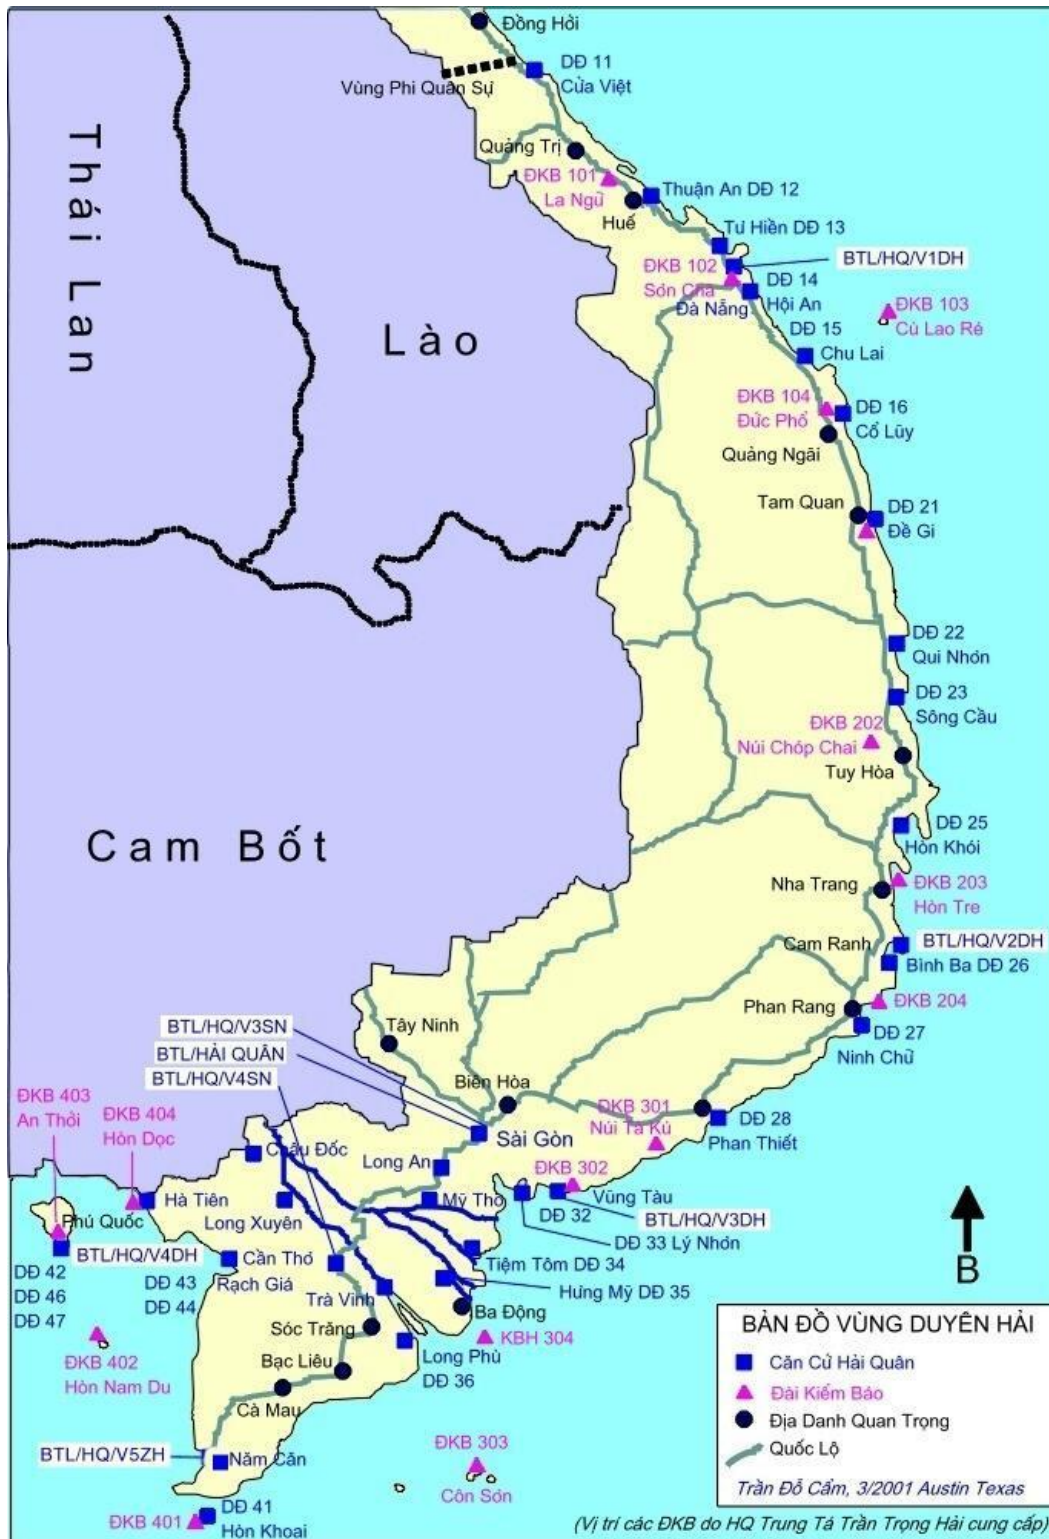 Đồng Hỏi
DĐ 11
Cửa Việt
Vùng Phi Quân Sự
Thái Lan
Quảng Trị
ĐKB 101
La Ngữ
Thuận An DĐ 12
Huế
Tư Hiền DĐ 13
BTL/HQ/V1DH
ĐKB 102
Són Chà
DĐ 14
Hội An
Đà Nẵng
ĐKB 103
Cù Lao Ré
Lào
DĐ 15
Chu Lai
ĐKB 104
Đức Phổ
DĐ 16
Cổ Lũy
Quảng Ngãi
Tam Quan
DĐ 21
Đề Gi
DĐ 22
Qui Nhón
DĐ 23
Sông Cầu
ĐKB 202
Núi Chóp Chai
Tuy Hòa
Cam Bốt
DĐ 25
Hòn Khói
Nha Trang
ĐKB 203
Hòn Tre
Cam Ranh
BTL/HQ/V2DH
Bình Ba DĐ 26
Phan Rang
ĐKB 204
DĐ 27
Ninh Chữ
BTL/HQ/V3SN
Tây Ninh
BTL/HẢI QUÂN
BTL/HQ/V4SN
Biên Hòa
ĐKB 403
An Thỏi
ĐKB 404
Hòn Dọc
ĐKB 301
Núi Tà Kú
DĐ 28
Phan Thiết
Sài Gòn
Châu Đốc
Long An
ĐKB 302
Hà Tiên
Long Xuyên
Mỹ Tho
Vũng Tàu
DĐ 32
BTL/HQ/V3DH
Phú Quốc
BTL/HQ/V4DH
DĐ 33 Lý Nhón
Cần Thó
Rạch Giá
Tiệm Tôm DĐ 34
DĐ 42
DĐ 46
DĐ 47
DĐ 43
DĐ 44
Trà Vinh
Hưng Mỹ DĐ 35
Ba Động
Sóc Trăng
KBH 304
ĐKB 402
Hòn Nam Du
Bạc Liêu
Long Phù
DĐ 36
Cà Mau
BTL/HQ/V5ZH
Năm Căn
ĐKB 303
Côn Són
DĐ 41
Hòn Khoai
ĐKB 401
B
BẢN ĐỒ VÙNG DUYÊN HẢI
Căn Cứ Hải Quân
Đài Kiểm Báo
Địa Danh Quan Trọng
Quốc Lộ
Trần Đỗ Cẩm, 3/2001 Austin Texas
(Vị trí các ĐKB do HQ Trung Tá Trần Trọng Hải cung cấp)